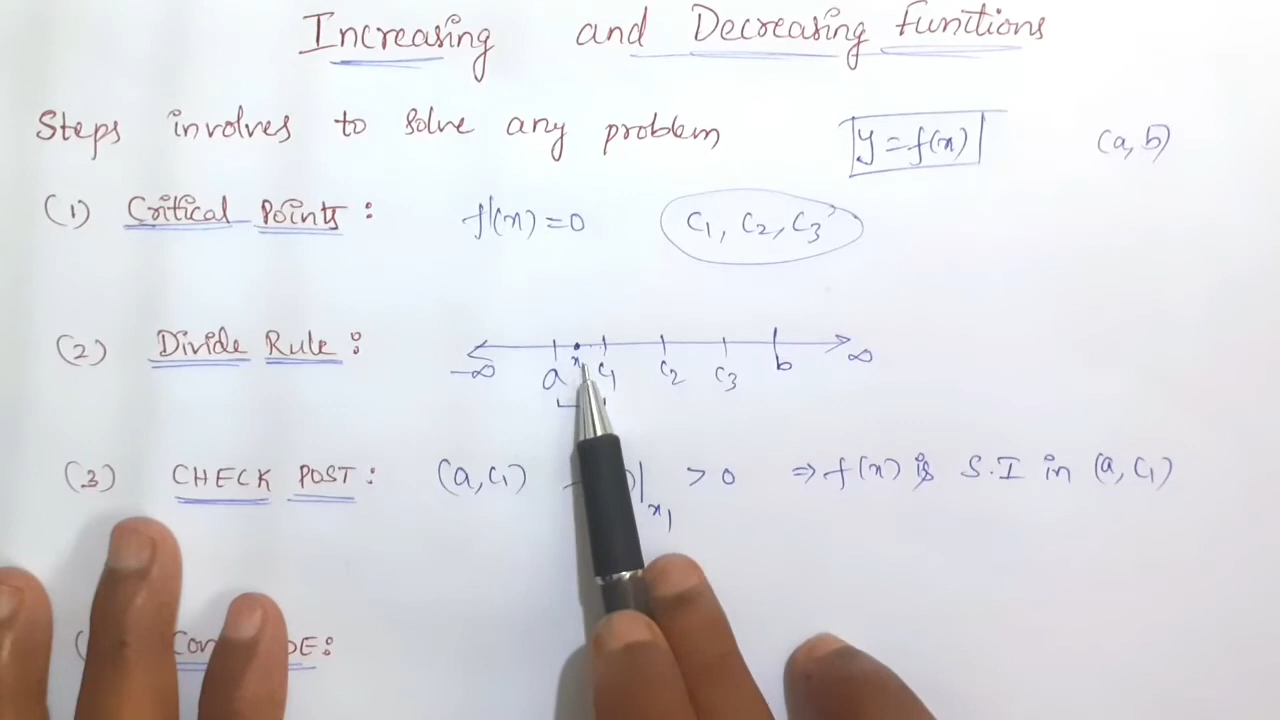 Increasing and Decreasing Functions
Steps involves to solve any problem y = f(x) (a, b)
(1) Critical Points : f'(x) = 0 C1, C2, C3
(2) Divide Rule : -∞ a x1 C1 C2 C3 b ∞
(3) CHECK POST : (a, C1) x1 > 0 ⇒ f(x) is S.I in (a, C1)